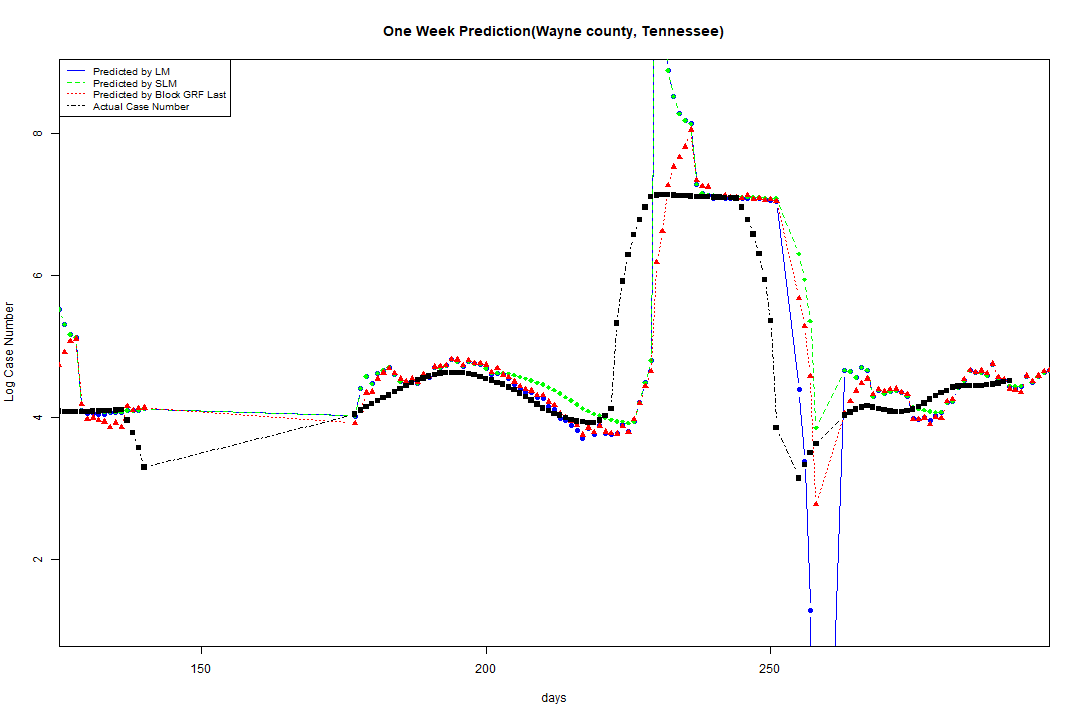 One Week Prediction(Wayne county, Tennessee)
Predicted by LM
Predicted by SLM
Predicted by Block GRF Last
Actual Case Number
8
6
4
2
Log Case Number
150
200
250
days